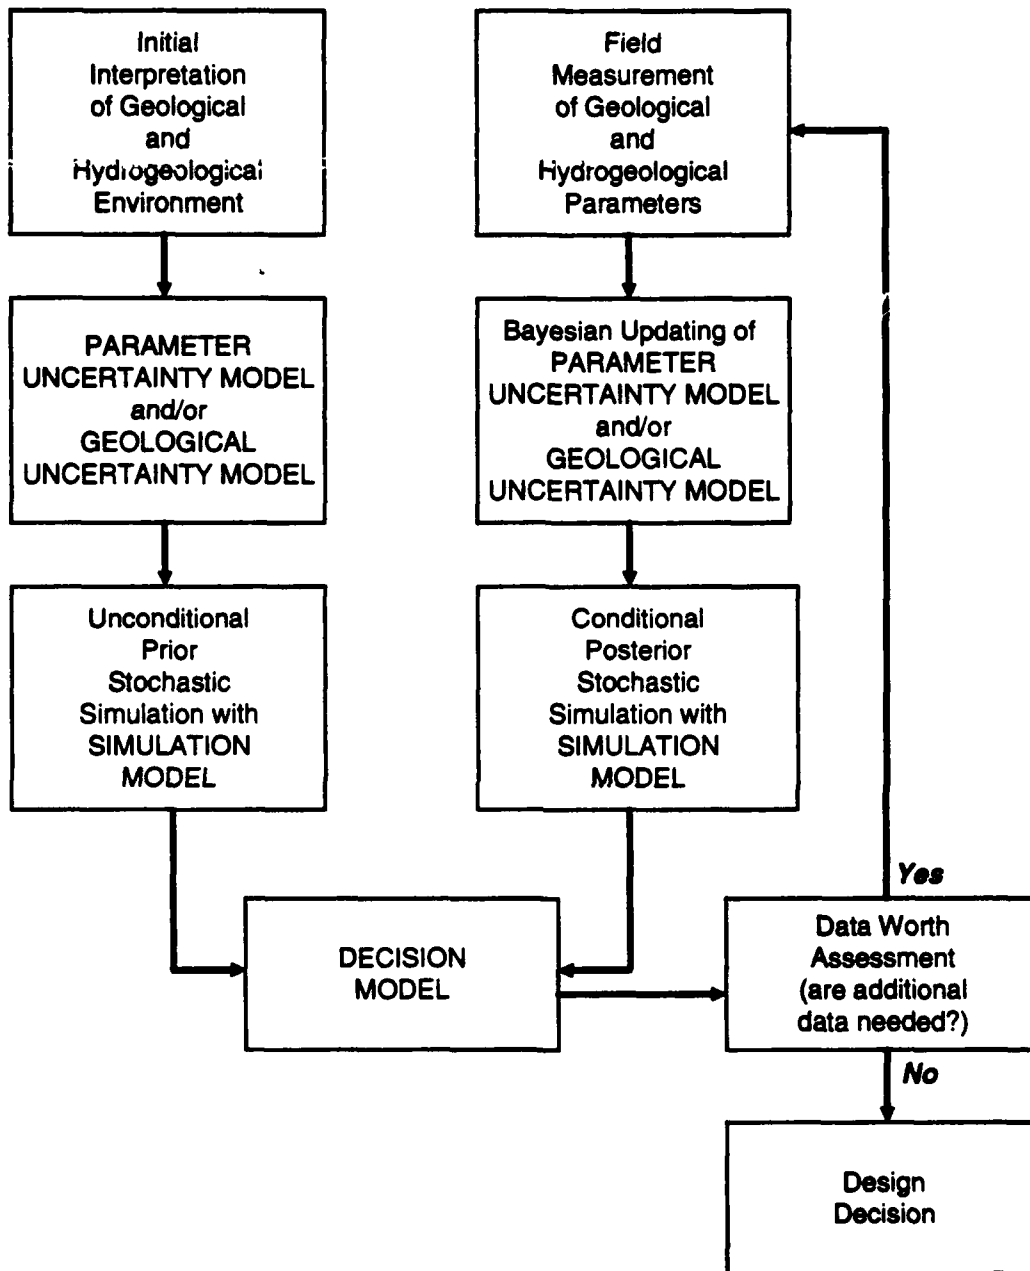 Initial
Interpretation
of Geological
and
Hydrogeological
Environment
Field
Measurement
of Geological
and
Hydrogeological
Parameters
PARAMETER
UNCERTAINTY MODEL
and/or
GEOLOGICAL
UNCERTAINTY MODEL
Bayesian Updating of
PARAMETER
UNCERTAINTY MODEL
and/or
GEOLOGICAL
UNCERTAINTY MODEL
Unconditional
Prior
Stochastic
Simulation with
SIMULATION
MODEL
Conditional
Posterior
Stochastic
Simulation with
SIMULATION
MODEL
DECISION
MODEL
Yes
Data Worth
Assessment
(are additional
data needed?)
No
Design
Decision